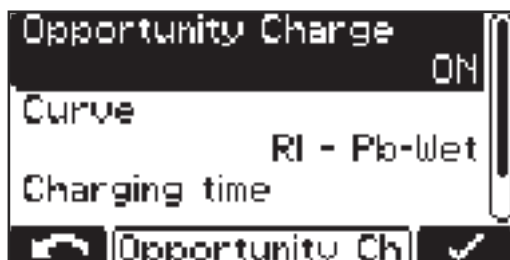 Opportunity Charge
ON
Curve
RI - Pb-Wet
Charging time
Opportunity Ch